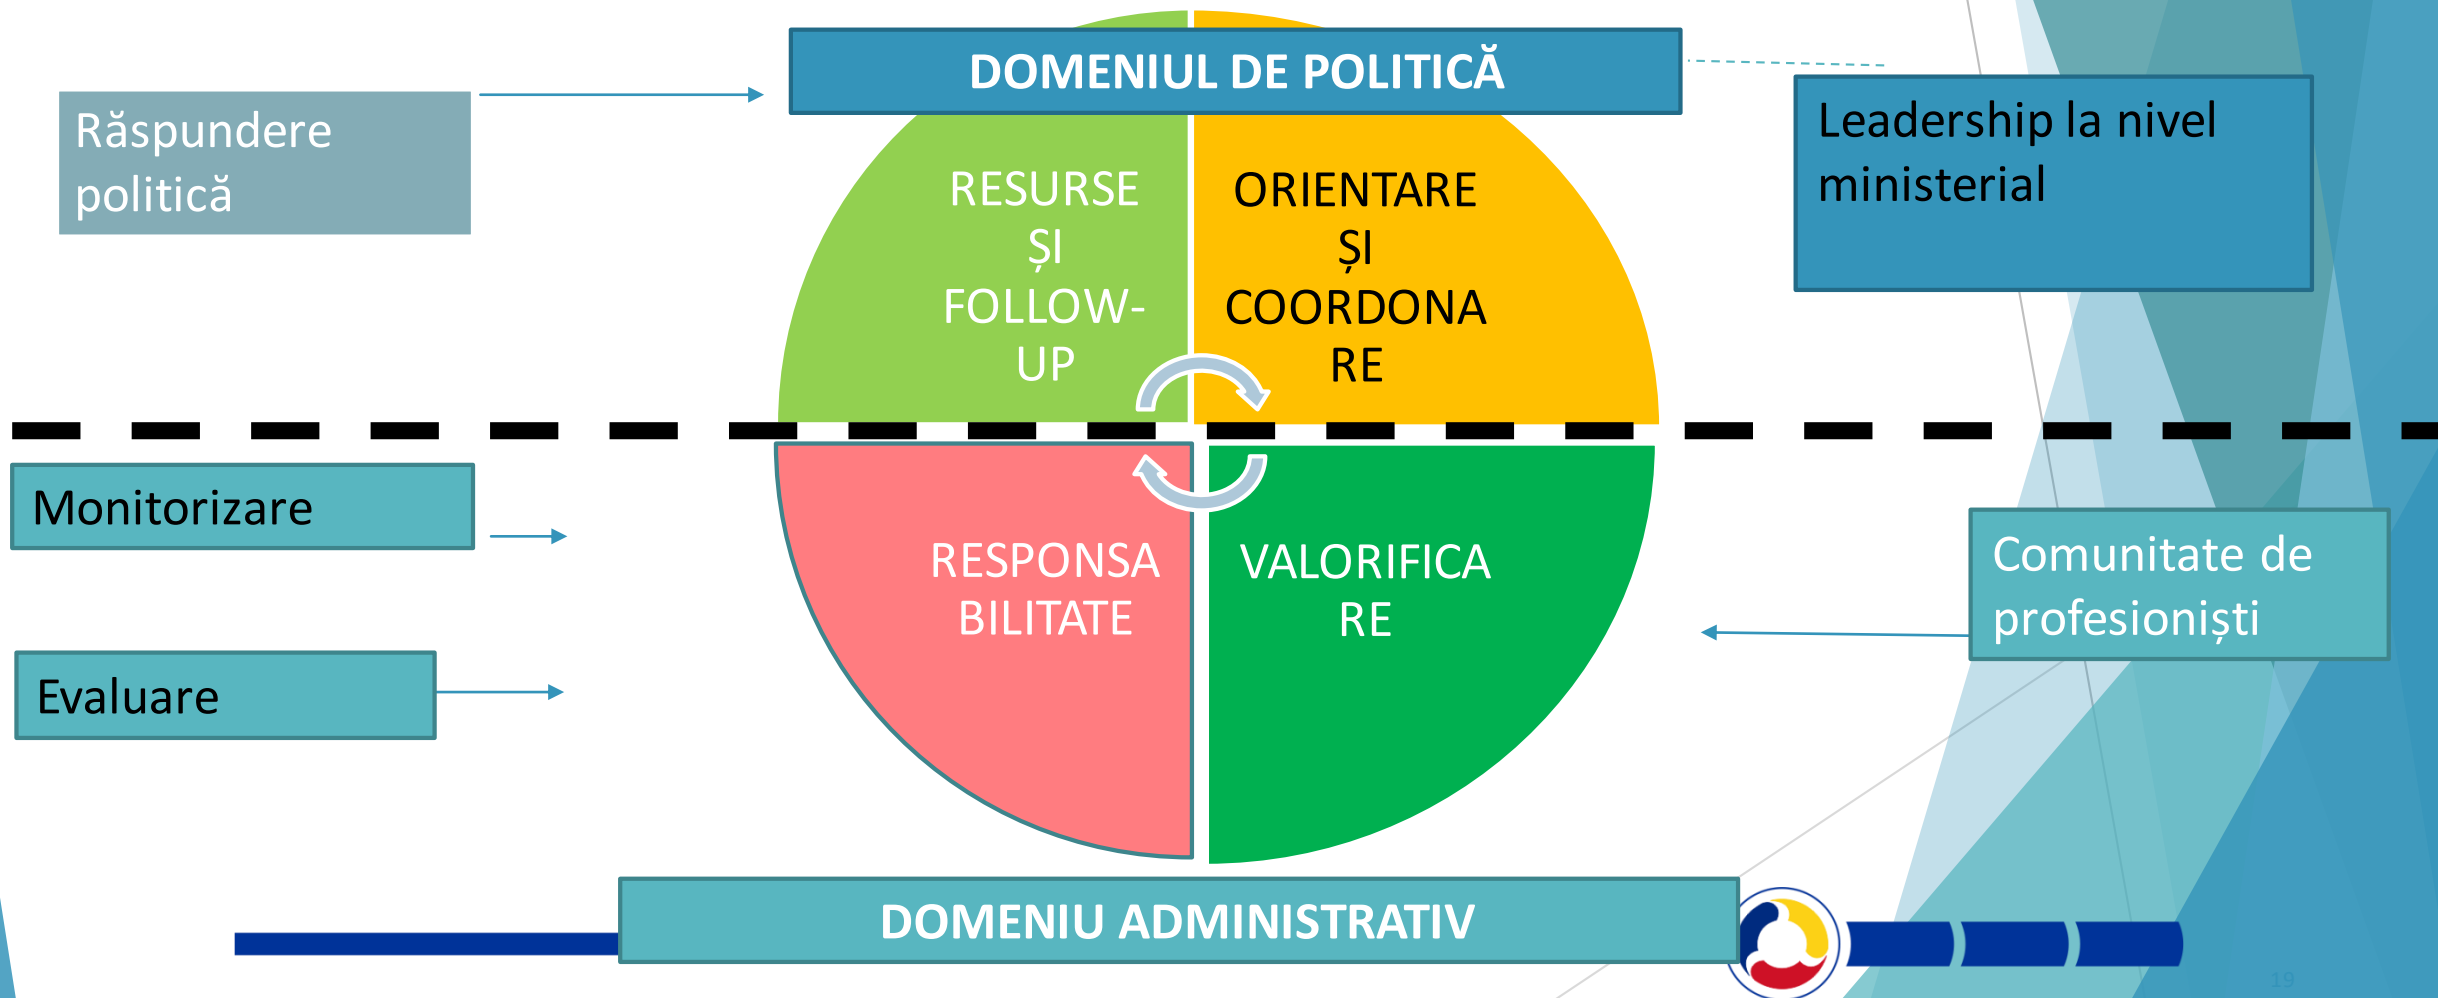 DOMENIUL DE POLITICĂ
Răspundere
politică
Leadership la nivel
ministerial
RESURSE
ȘI
FOLLOW-
UP
ORIENTARE
ȘI
COORDONA
RE
Monitorizare
Evaluare
RESPONSA
BILITATE
VALORIFICA
RE
Comunitate de
profesioniști
DOMENIU ADMINISTRATIV
19